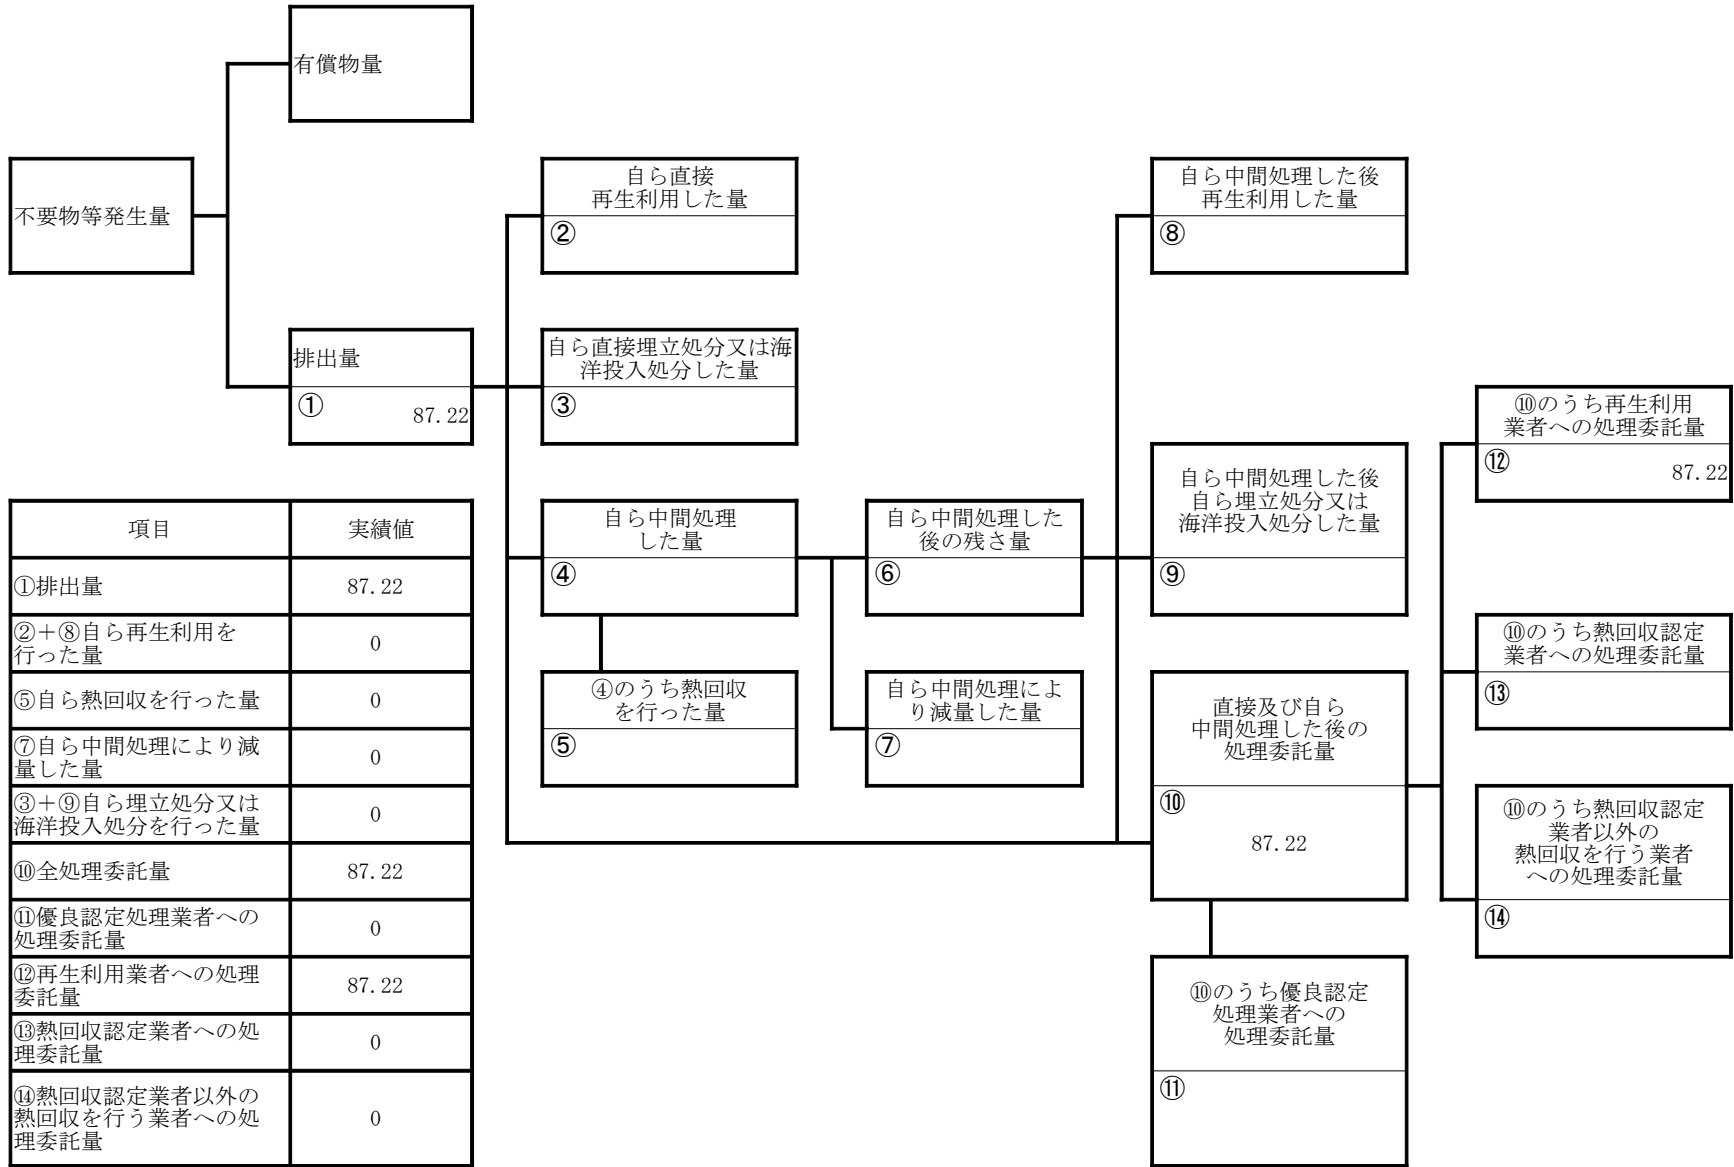 有償物量
不要物等発生量
排出量
①
87.22
自ら直接
再生利用した量
②
自ら直接埋立処分又は海
洋投入処分した量
③
自ら中間処理
した量
④
④のうち熱回収
を行った量
⑤
自ら中間処理した
後の残さ量
⑥
自ら中間処理によ
り減量した量
⑦
自ら中間処理した後
再生利用した量
⑧
自ら中間処理した後
自ら埋立処分又は
海洋投入処分した量
⑨
直接及び自ら
中間処理した後の
処理委託量
⑩
87.22
⑩のうち優良認定
処理業者への
処理委託量
⑪
⑩のうち再生利用
業者への処理委託量
⑫
87.22
⑩のうち熱回収認定
業者への処理委託量
⑬
⑩のうち熱回収認定
業者以外の
熱回収を行う業者
への処理委託量
⑭
項目 実績値
①排出量 87.22
②+⑧自ら再生利用を
行った量 0
⑤自ら熱回収を行った量 0
⑦自ら中間処理により減
量した量 0
③+⑨自ら埋立処分又は
海洋投入処分を行った量 0
⑩全処理委託量 87.22
⑪優良認定処理業者への
処理委託量 0
⑫再生利用業者への処理
委託量 87.22
⑬熱回収認定業者への処
理委託量 0
⑭熱回収認定業者以外の
熱回収を行う業者への処
理委託量 0